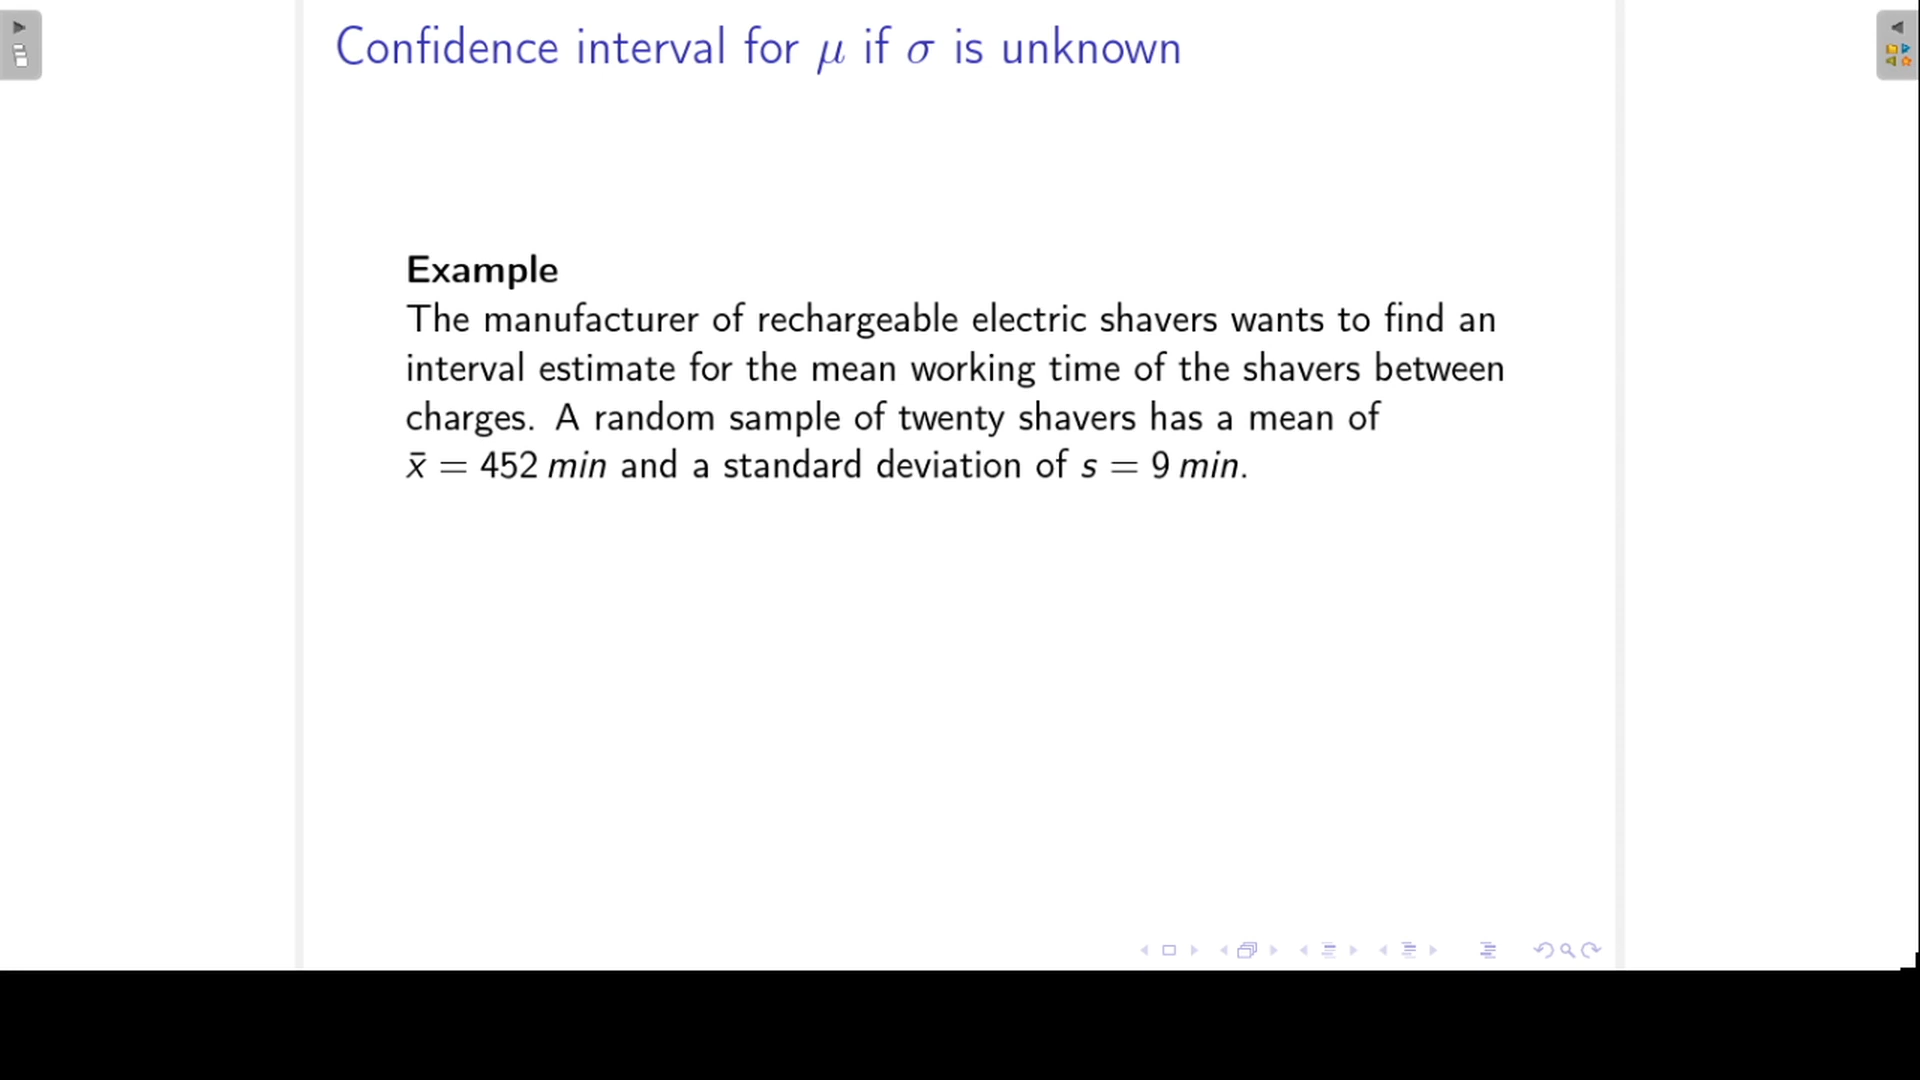 Confidence interval for μ if σ is unknown
Example
The manufacturer of rechargeable electric shavers wants to find an
interval estimate for the mean working time of the shavers between
charges. A random sample of twenty shavers has a mean of
x̄ = 452 min and a standard deviation of s = 9 min.